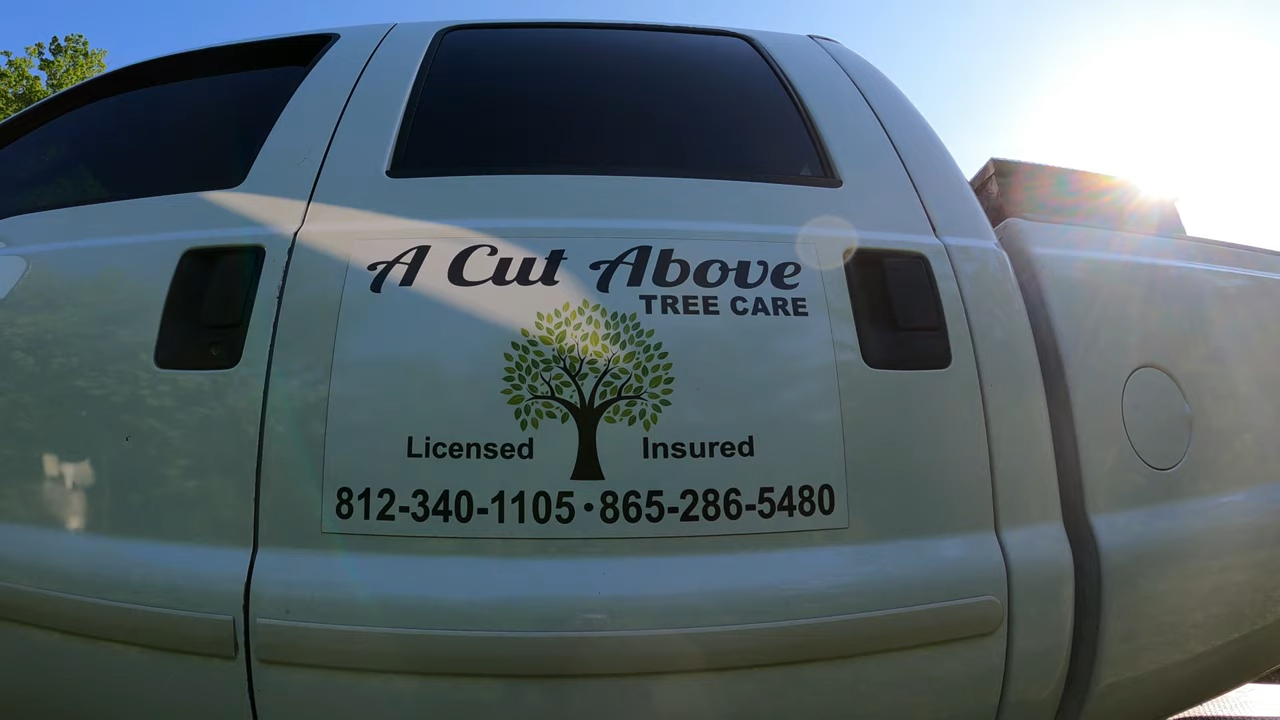 A Cut Above
TREE CARE
Licensed Insured
812-340-1105•865-286-5480